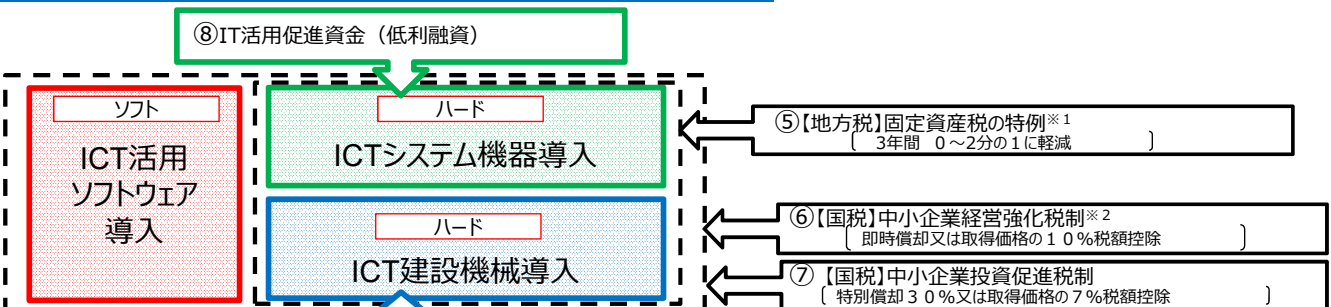 ⑧IT活用促進資金（低利融資）
ソフト
ICT活用
ソフトウェア
導入
ハード
ICTシステム機器導入
ハード
ICT建設機械導入
⑤【地方税】固定資産税の特例※１
〔 3年間 ０～2分の１に軽減 〕
⑥【国税】中小企業経営強化税制※２
〔 即時償却又は取得価格の１０%税額控除 〕
⑦ 【国税】中小企業投資促進税制
〔 特別償却３０%又は取得価格の７%税額控除 〕